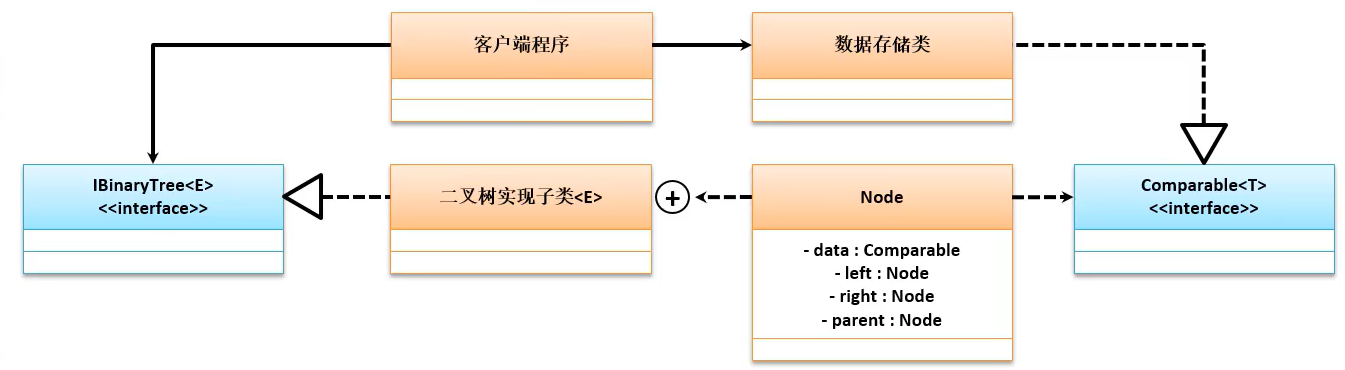 客户端程序
数据存储类
IBinaryTree<E>
<<interface>>
二叉树实现子类<E>
+
Node
- data : Comparable
- left : Node
- right : Node
- parent : Node
Comparable<T>
<<interface>>